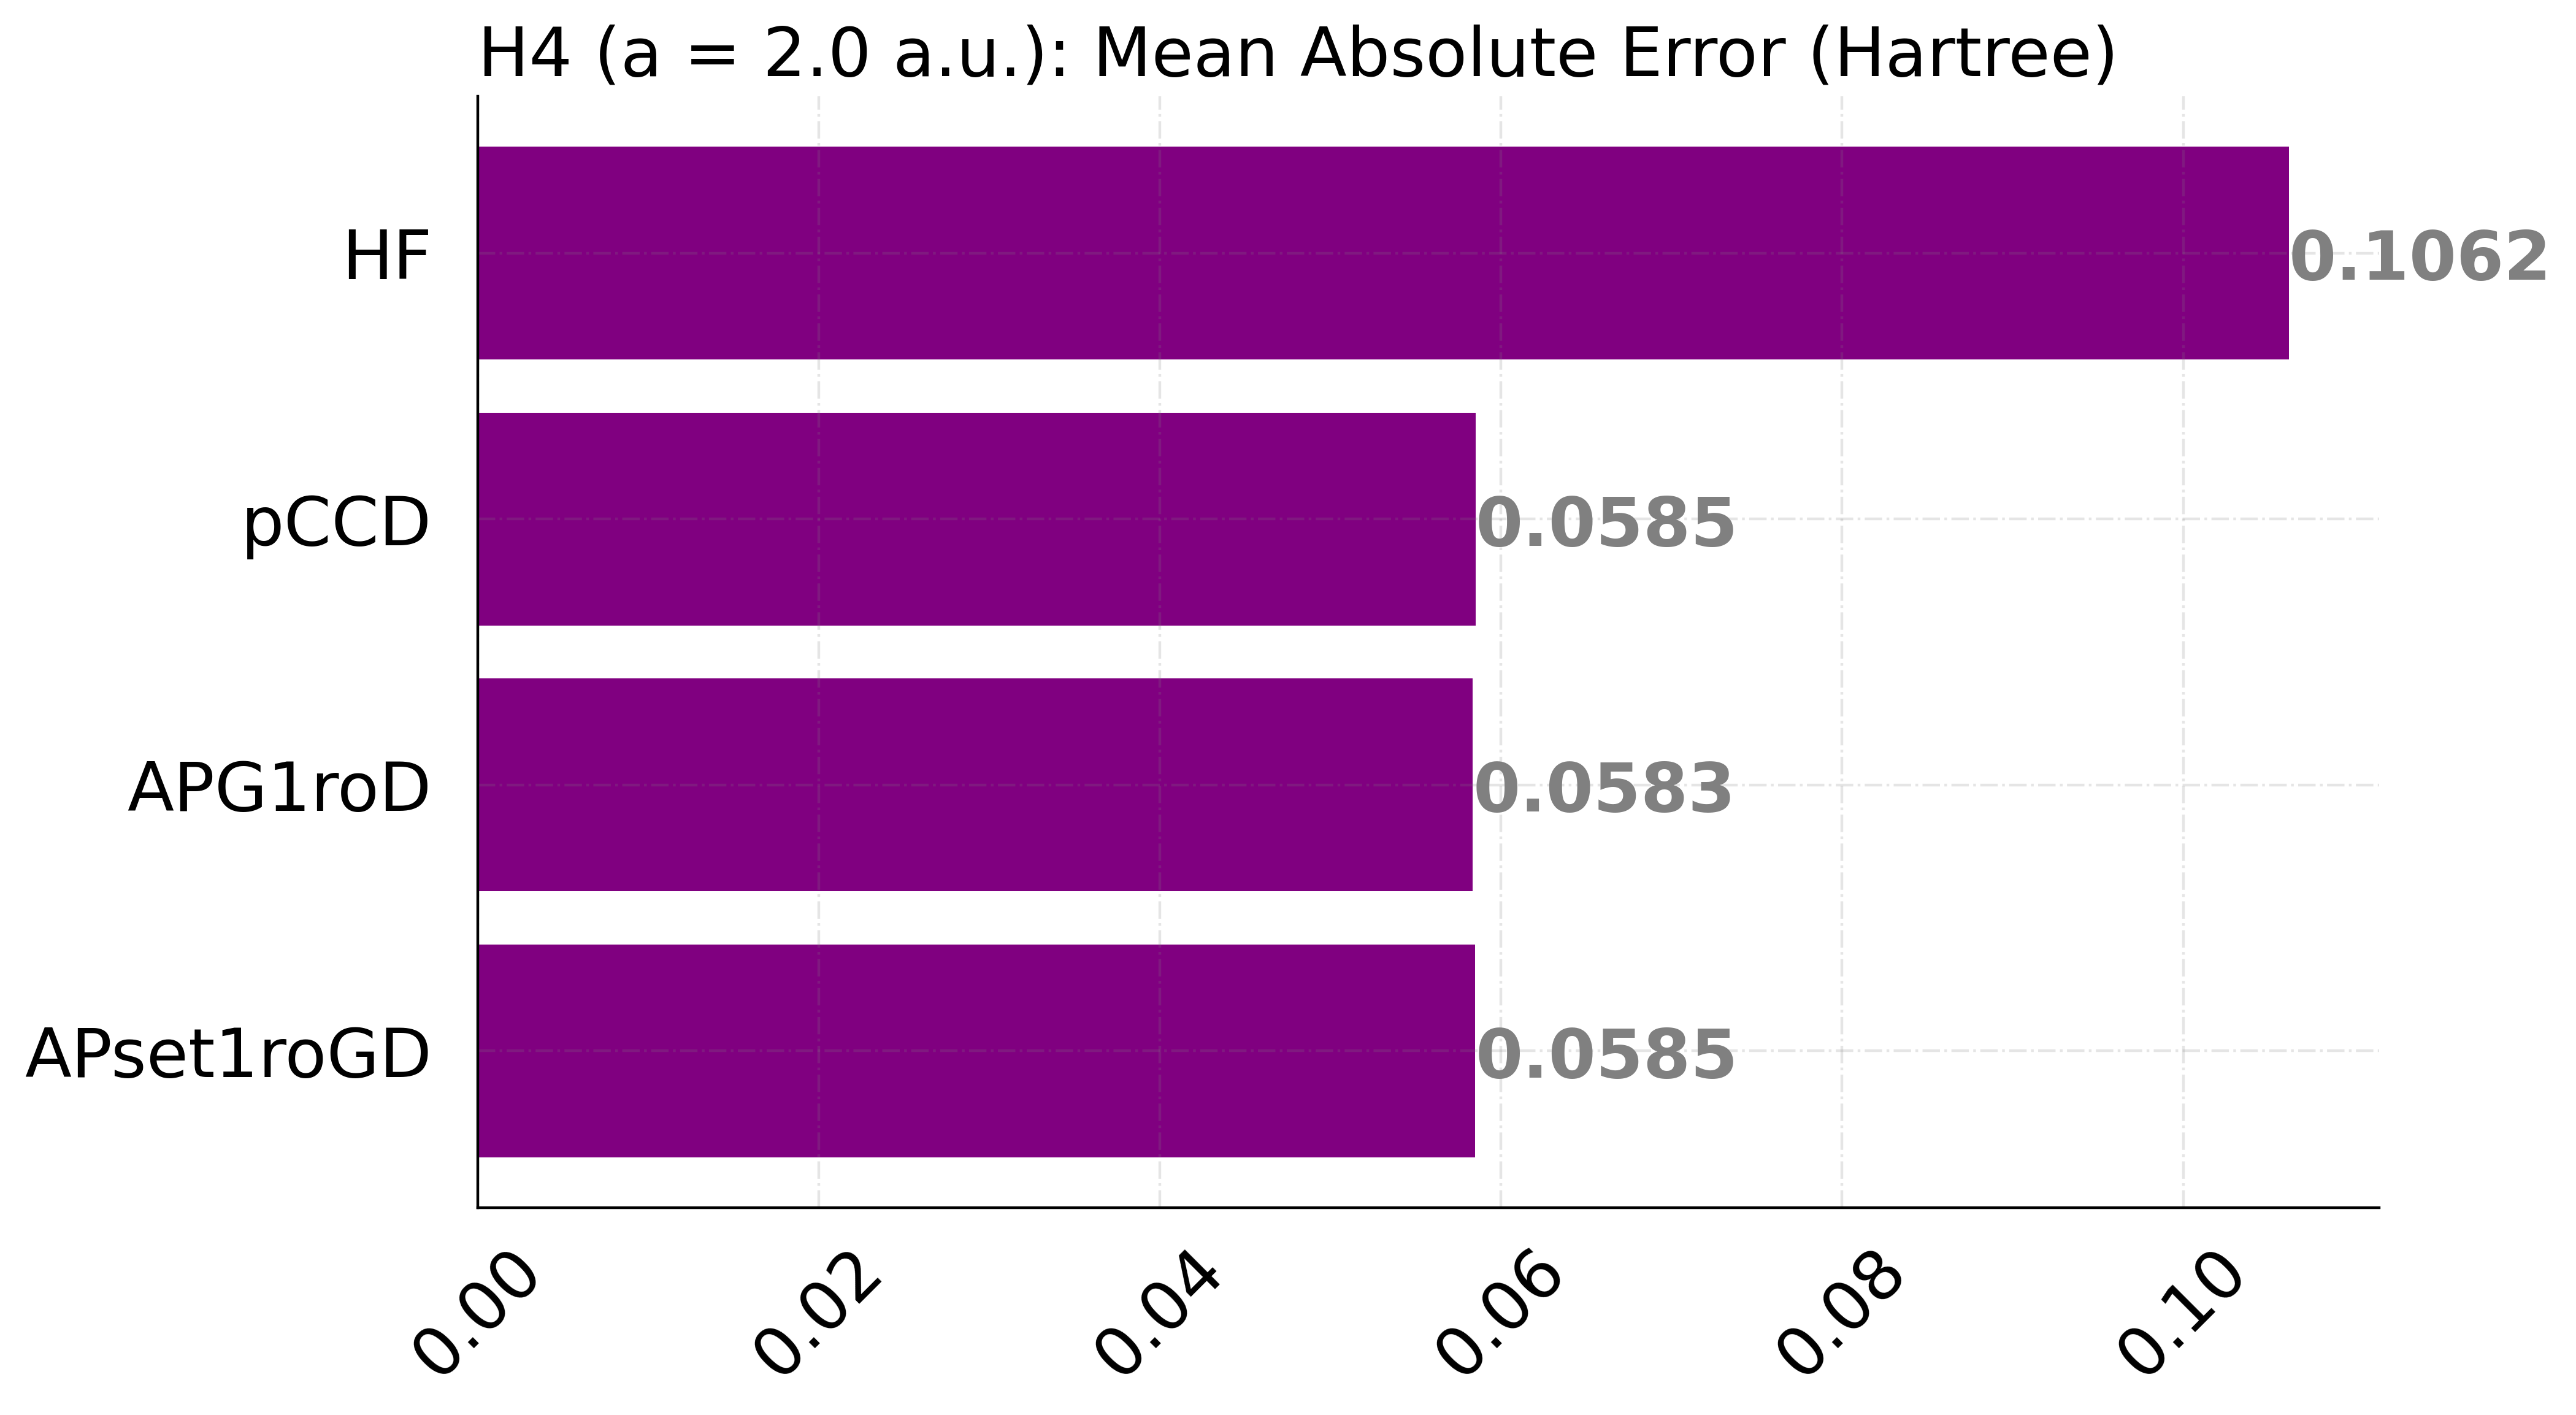 H4 (a = 2.0 a.u.): Mean Absolute Error (Hartree)
HF 0.1062
pCCD 0.0585
APG1roD 0.0583
APset1roGD 0.0585
0.00 0.02 0.04 0.06 0.08 0.10